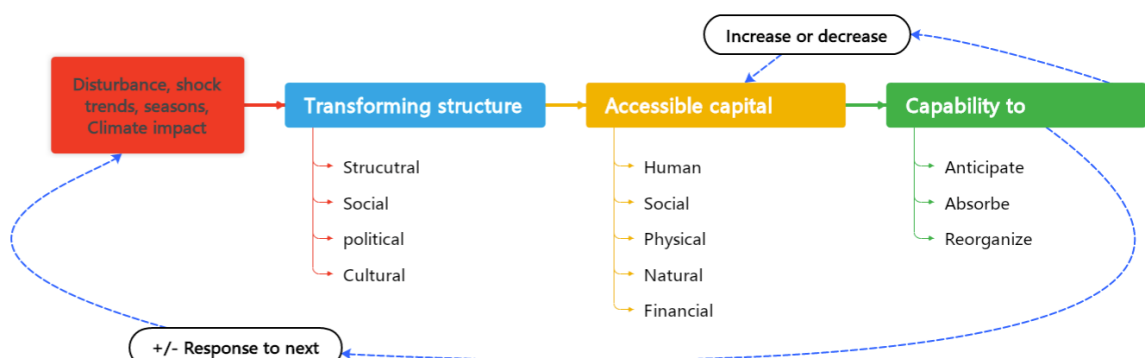 Increase or decrease
Disturbance, shock
trends, seasons,
Climate impact
Transforming structure
Accessible capital
Capability to
Strucutral
Social
political
Cultural
Human
Social
Physical
Natural
Financial
Anticipate
Absorbe
Reorganize
+/- Response to next